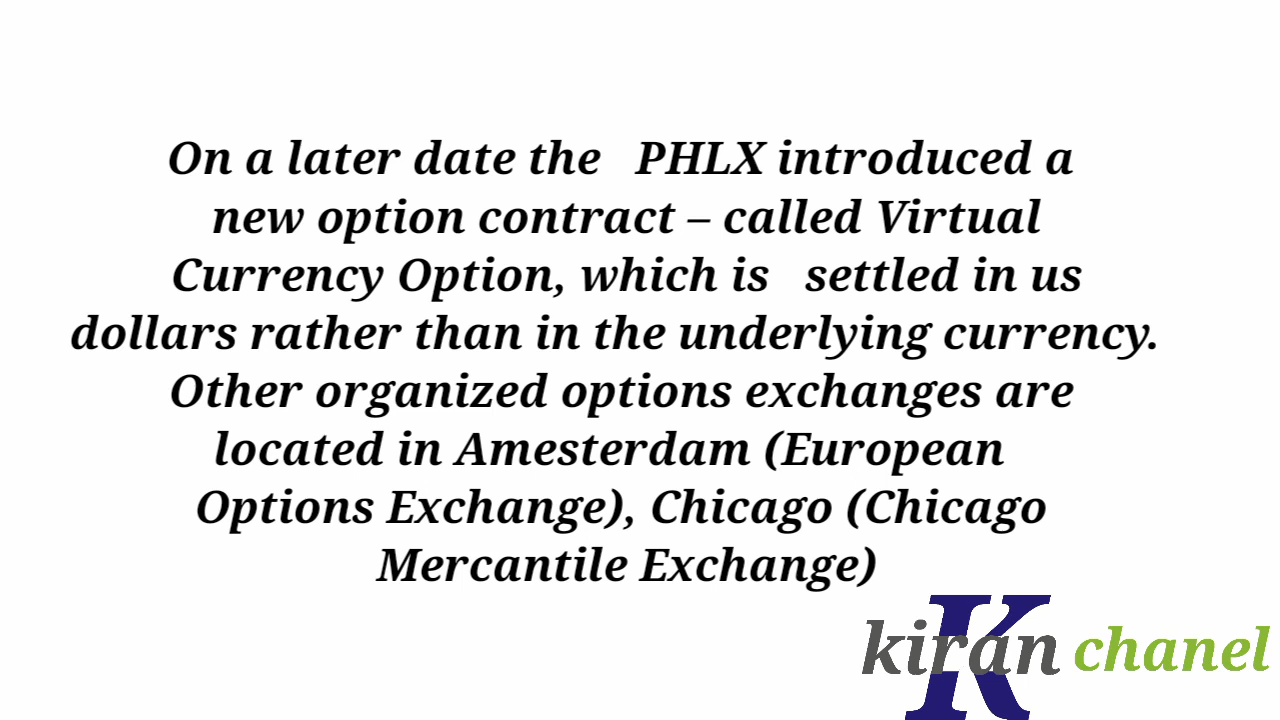 On a later date the PHLX introduced a
new option contract – called Virtual
Currency Option, which is settled in us
dollars rather than in the underlying currency.
Other organized options exchanges are
located in Amesterdam (European
Options Exchange), Chicago (Chicago
Mercantile Exchange)
K
kiran chanel